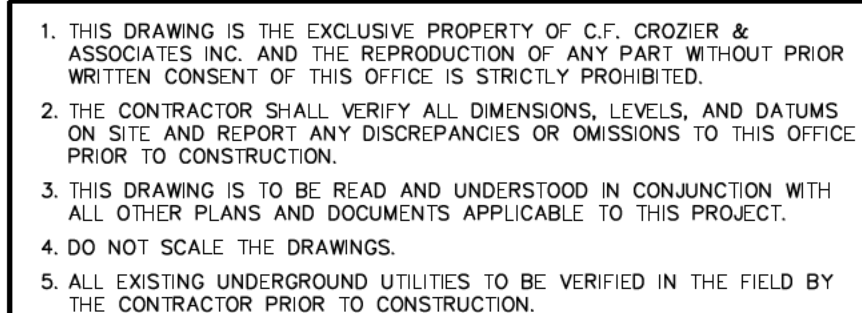 1. THIS DRAWING IS THE EXCLUSIVE PROPERTY OF C.F. CROZIER &
ASSOCIATES INC. AND THE REPRODUCTION OF ANY PART WITHOUT PRIOR
WRITTEN CONSENT OF THIS OFFICE IS STRICTLY PROHIBITED.
2. THE CONTRACTOR SHALL VERIFY ALL DIMENSIONS, LEVELS, AND DATUMS
ON SITE AND REPORT ANY DISCREPANCIES OR OMISSIONS TO THIS OFFICE
PRIOR TO CONSTRUCTION.
3. THIS DRAWING IS TO BE READ AND UNDERSTOOD IN CONJUNCTION WITH
ALL OTHER PLANS AND DOCUMENTS APPLICABLE TO THIS PROJECT.
4. DO NOT SCALE THE DRAWINGS.
5. ALL EXISTING UNDERGROUND UTILITIES TO BE VERIFIED IN THE FIELD BY
THE CONTRACTOR PRIOR TO CONSTRUCTION.